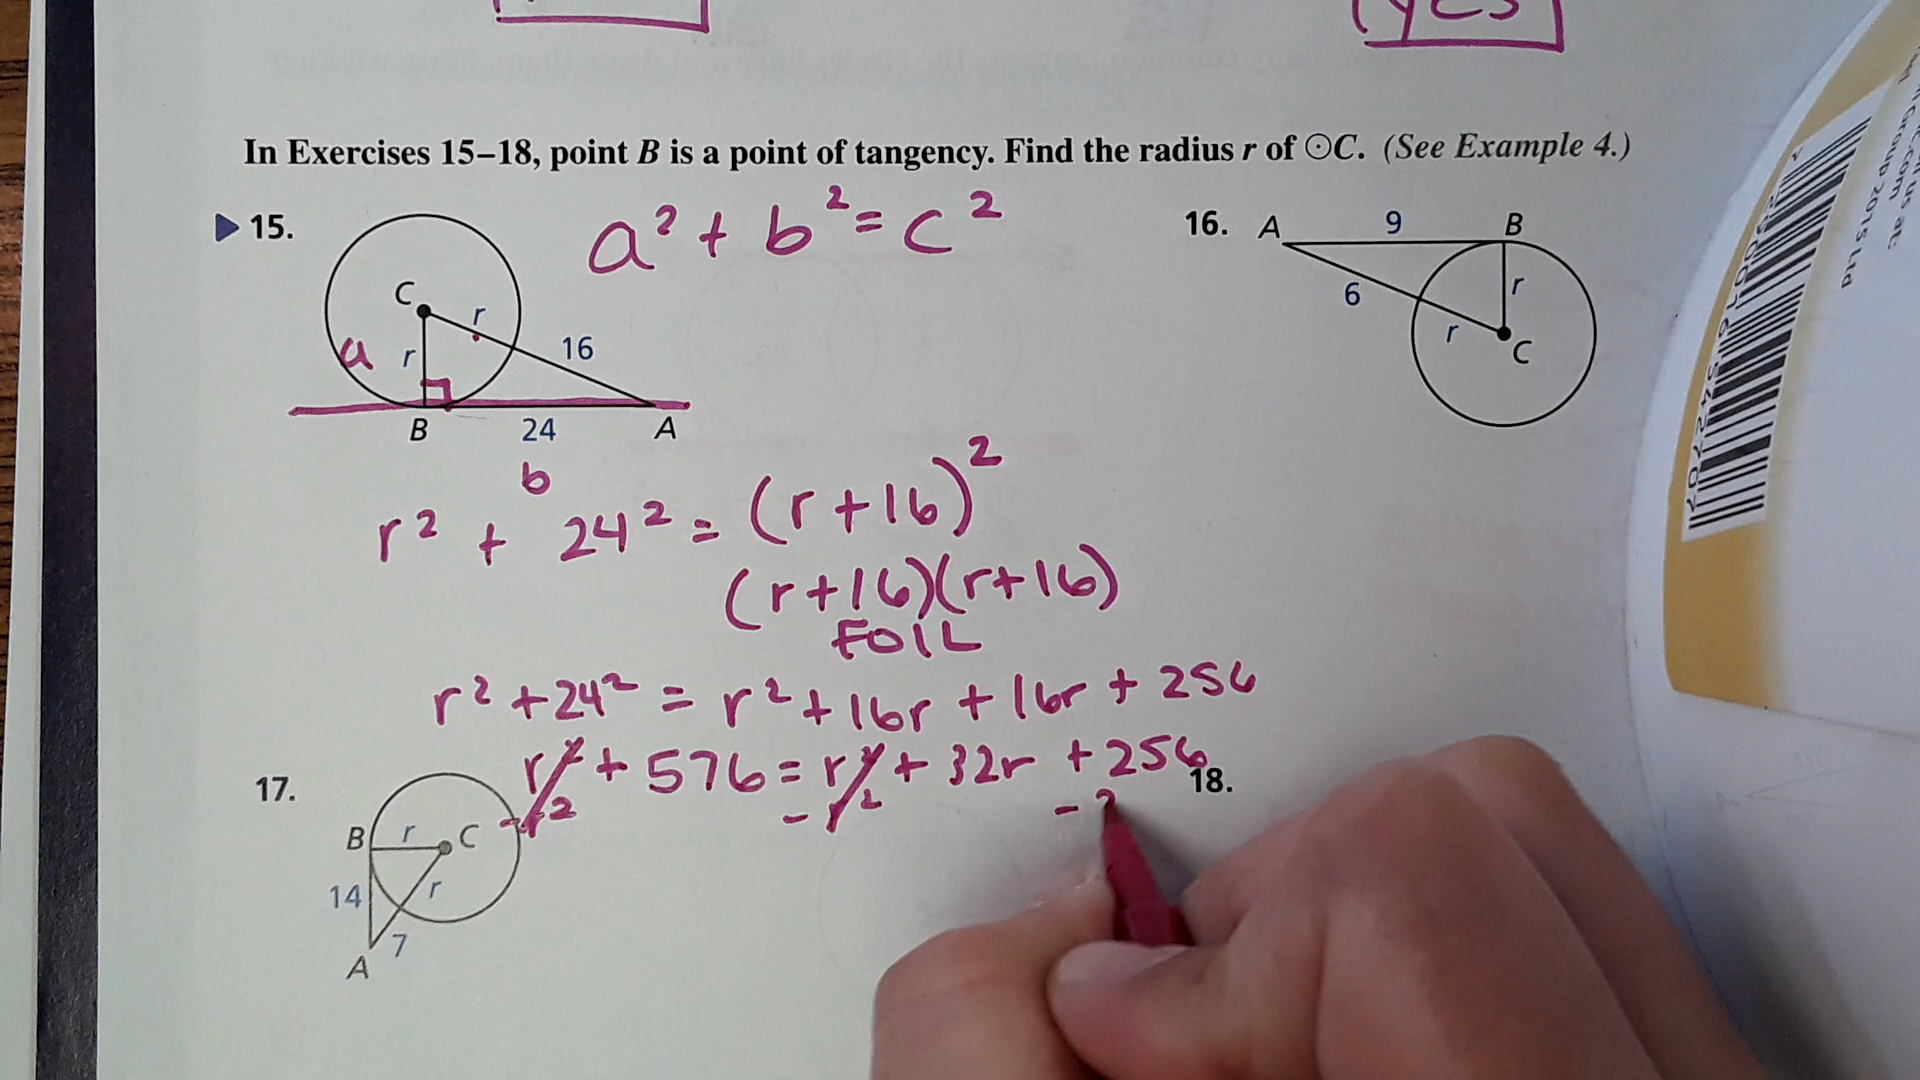 yes
In Exercises 15–18, point B is a point of tangency. Find the radius r of ⊙C. (See Example 4.)
15.
a² + b² = c²
C
r
a
r
16
B
24
A
b
16.
A
9
B
6
r
r
C
r² + 24² = (r+16)²
(r+16)(r+16)
FOIL
r² + 24² = r² + 16r + 16r + 256
r² + 576 = r² + 32r + 256
-r² - r² - 2
17.
B
r
C
14
r
7
A
18.